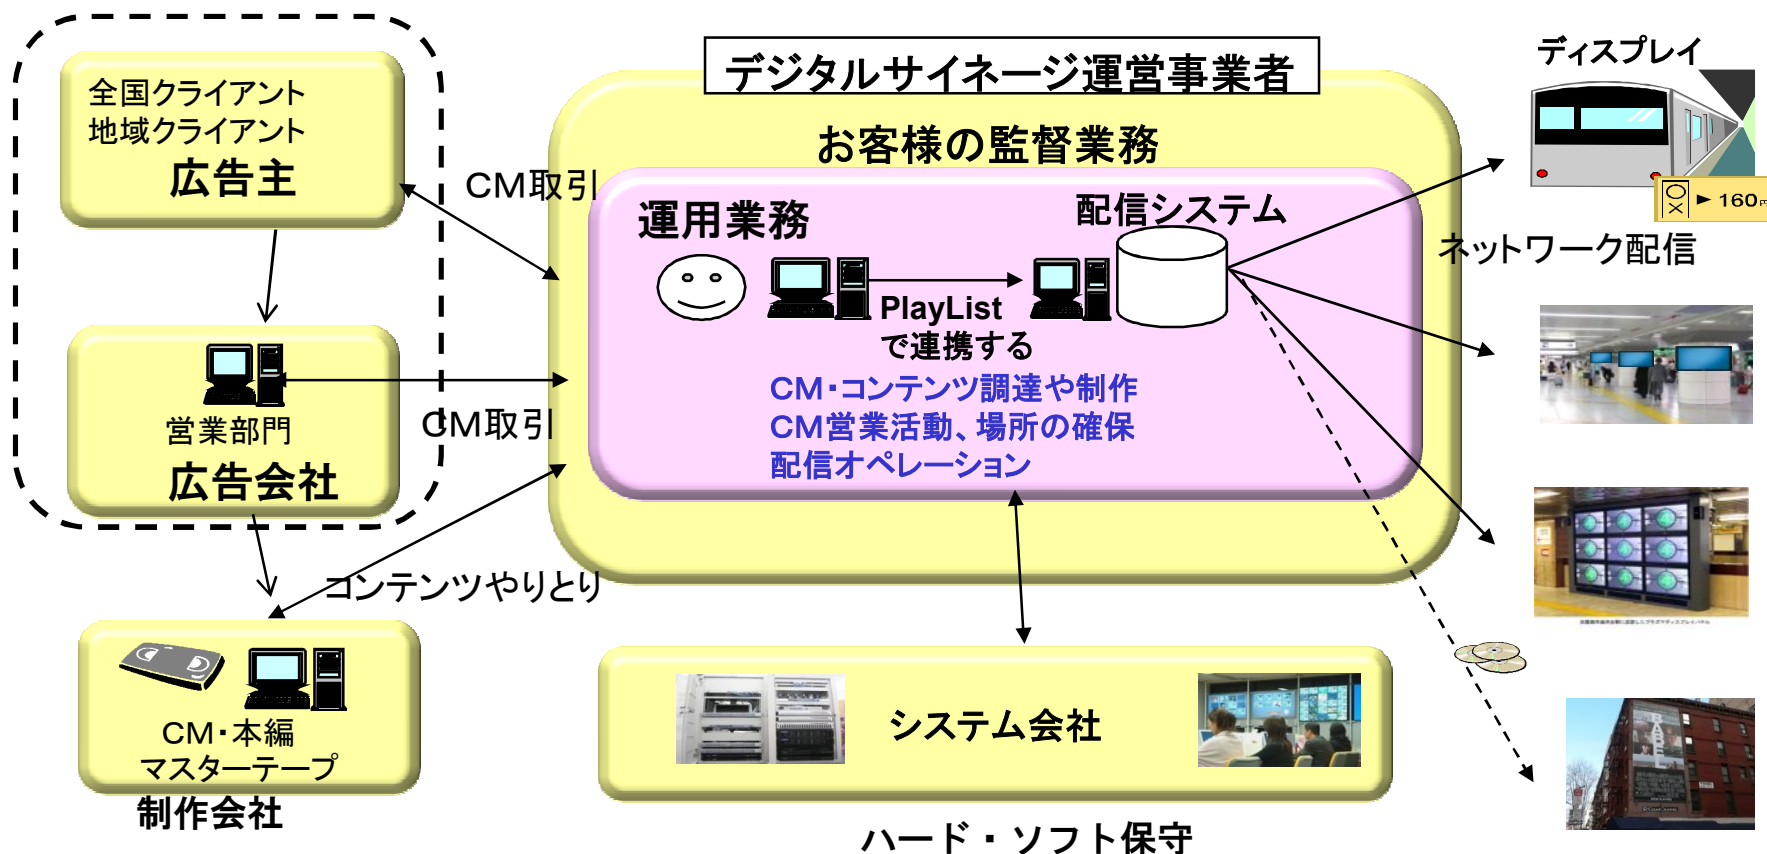 デジタルサイネージ運営事業者
ディスプレイ
全国クライアント
地域クライアント
広告主
お客様の監督業務
CM取引
運用業務
配信システム
▶ 160円
ネットワーク配信
PlayList
で連携する
CM・コンテンツ調達や制作
CM営業活動、場所の確保
配信オペレーション
営業部門
広告会社
CM取引
コンテンツやりとり
CM・本編
マスターテープ
制作会社
システム会社
ハード・ソフト保守
BABEL